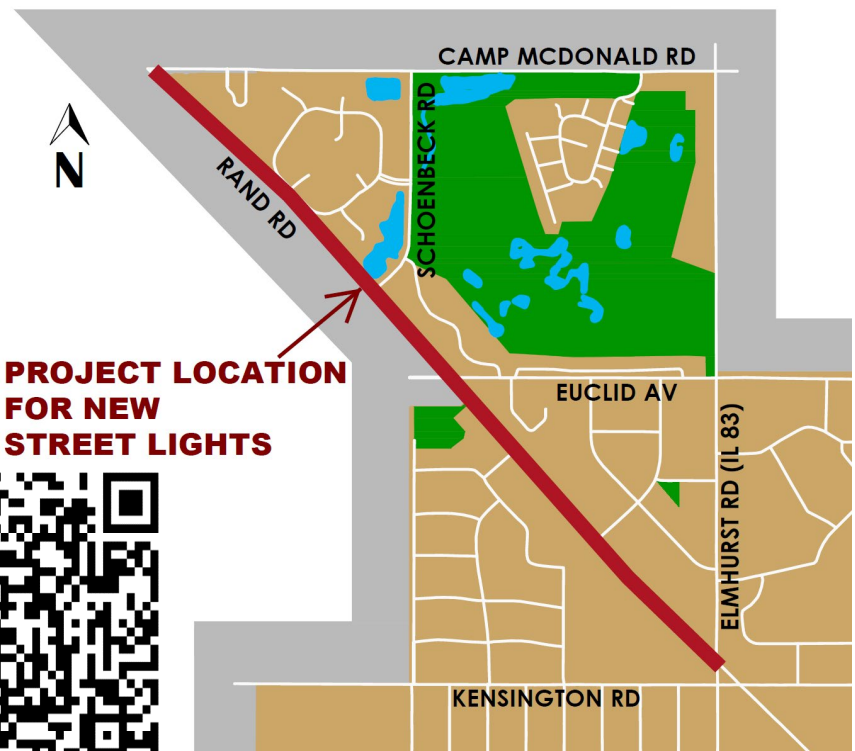 CAMP MCDONALD RD
N
RAND RD
SCHOENBECK RD
PROJECT LOCATION
FOR NEW
STREET LIGHTS
EUCLID AV
ELMHURST RD (IL 83)
KENSINGTON RD